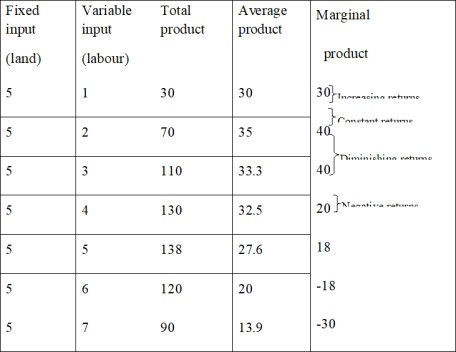 Fixed input (land)
Variable input (labour)
Total product
Average product
Marginal product
5 1 30 30 30 Increasing returns
Constant returns
5 2 70 35 40
Diminishing returns
5 3 110 33.3 40
5 4 130 32.5 20 Negative returns
5 5 138 27.6 18
5 6 120 20 -18
5 7 90 13.9 -30